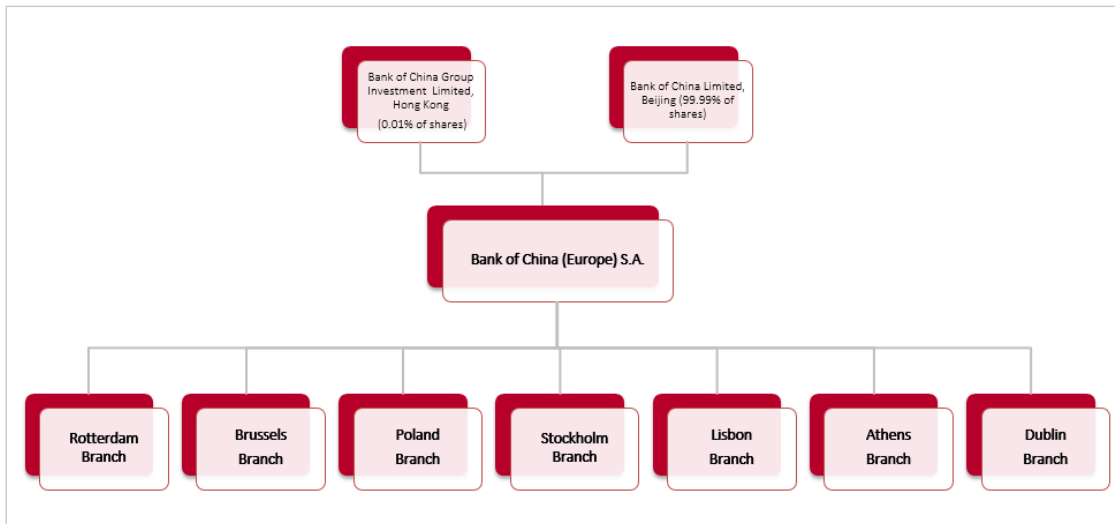 Bank of China Group
Investment Limited,
Hong Kong
(0.01% of shares)
Bank of China Limited,
Beijing (99.99% of
shares)
Bank of China (Europe) S.A.
Rotterdam
Branch
Brussels
Branch
Poland
Branch
Stockholm
Branch
Lisbon
Branch
Athens
Branch
Dublin
Branch